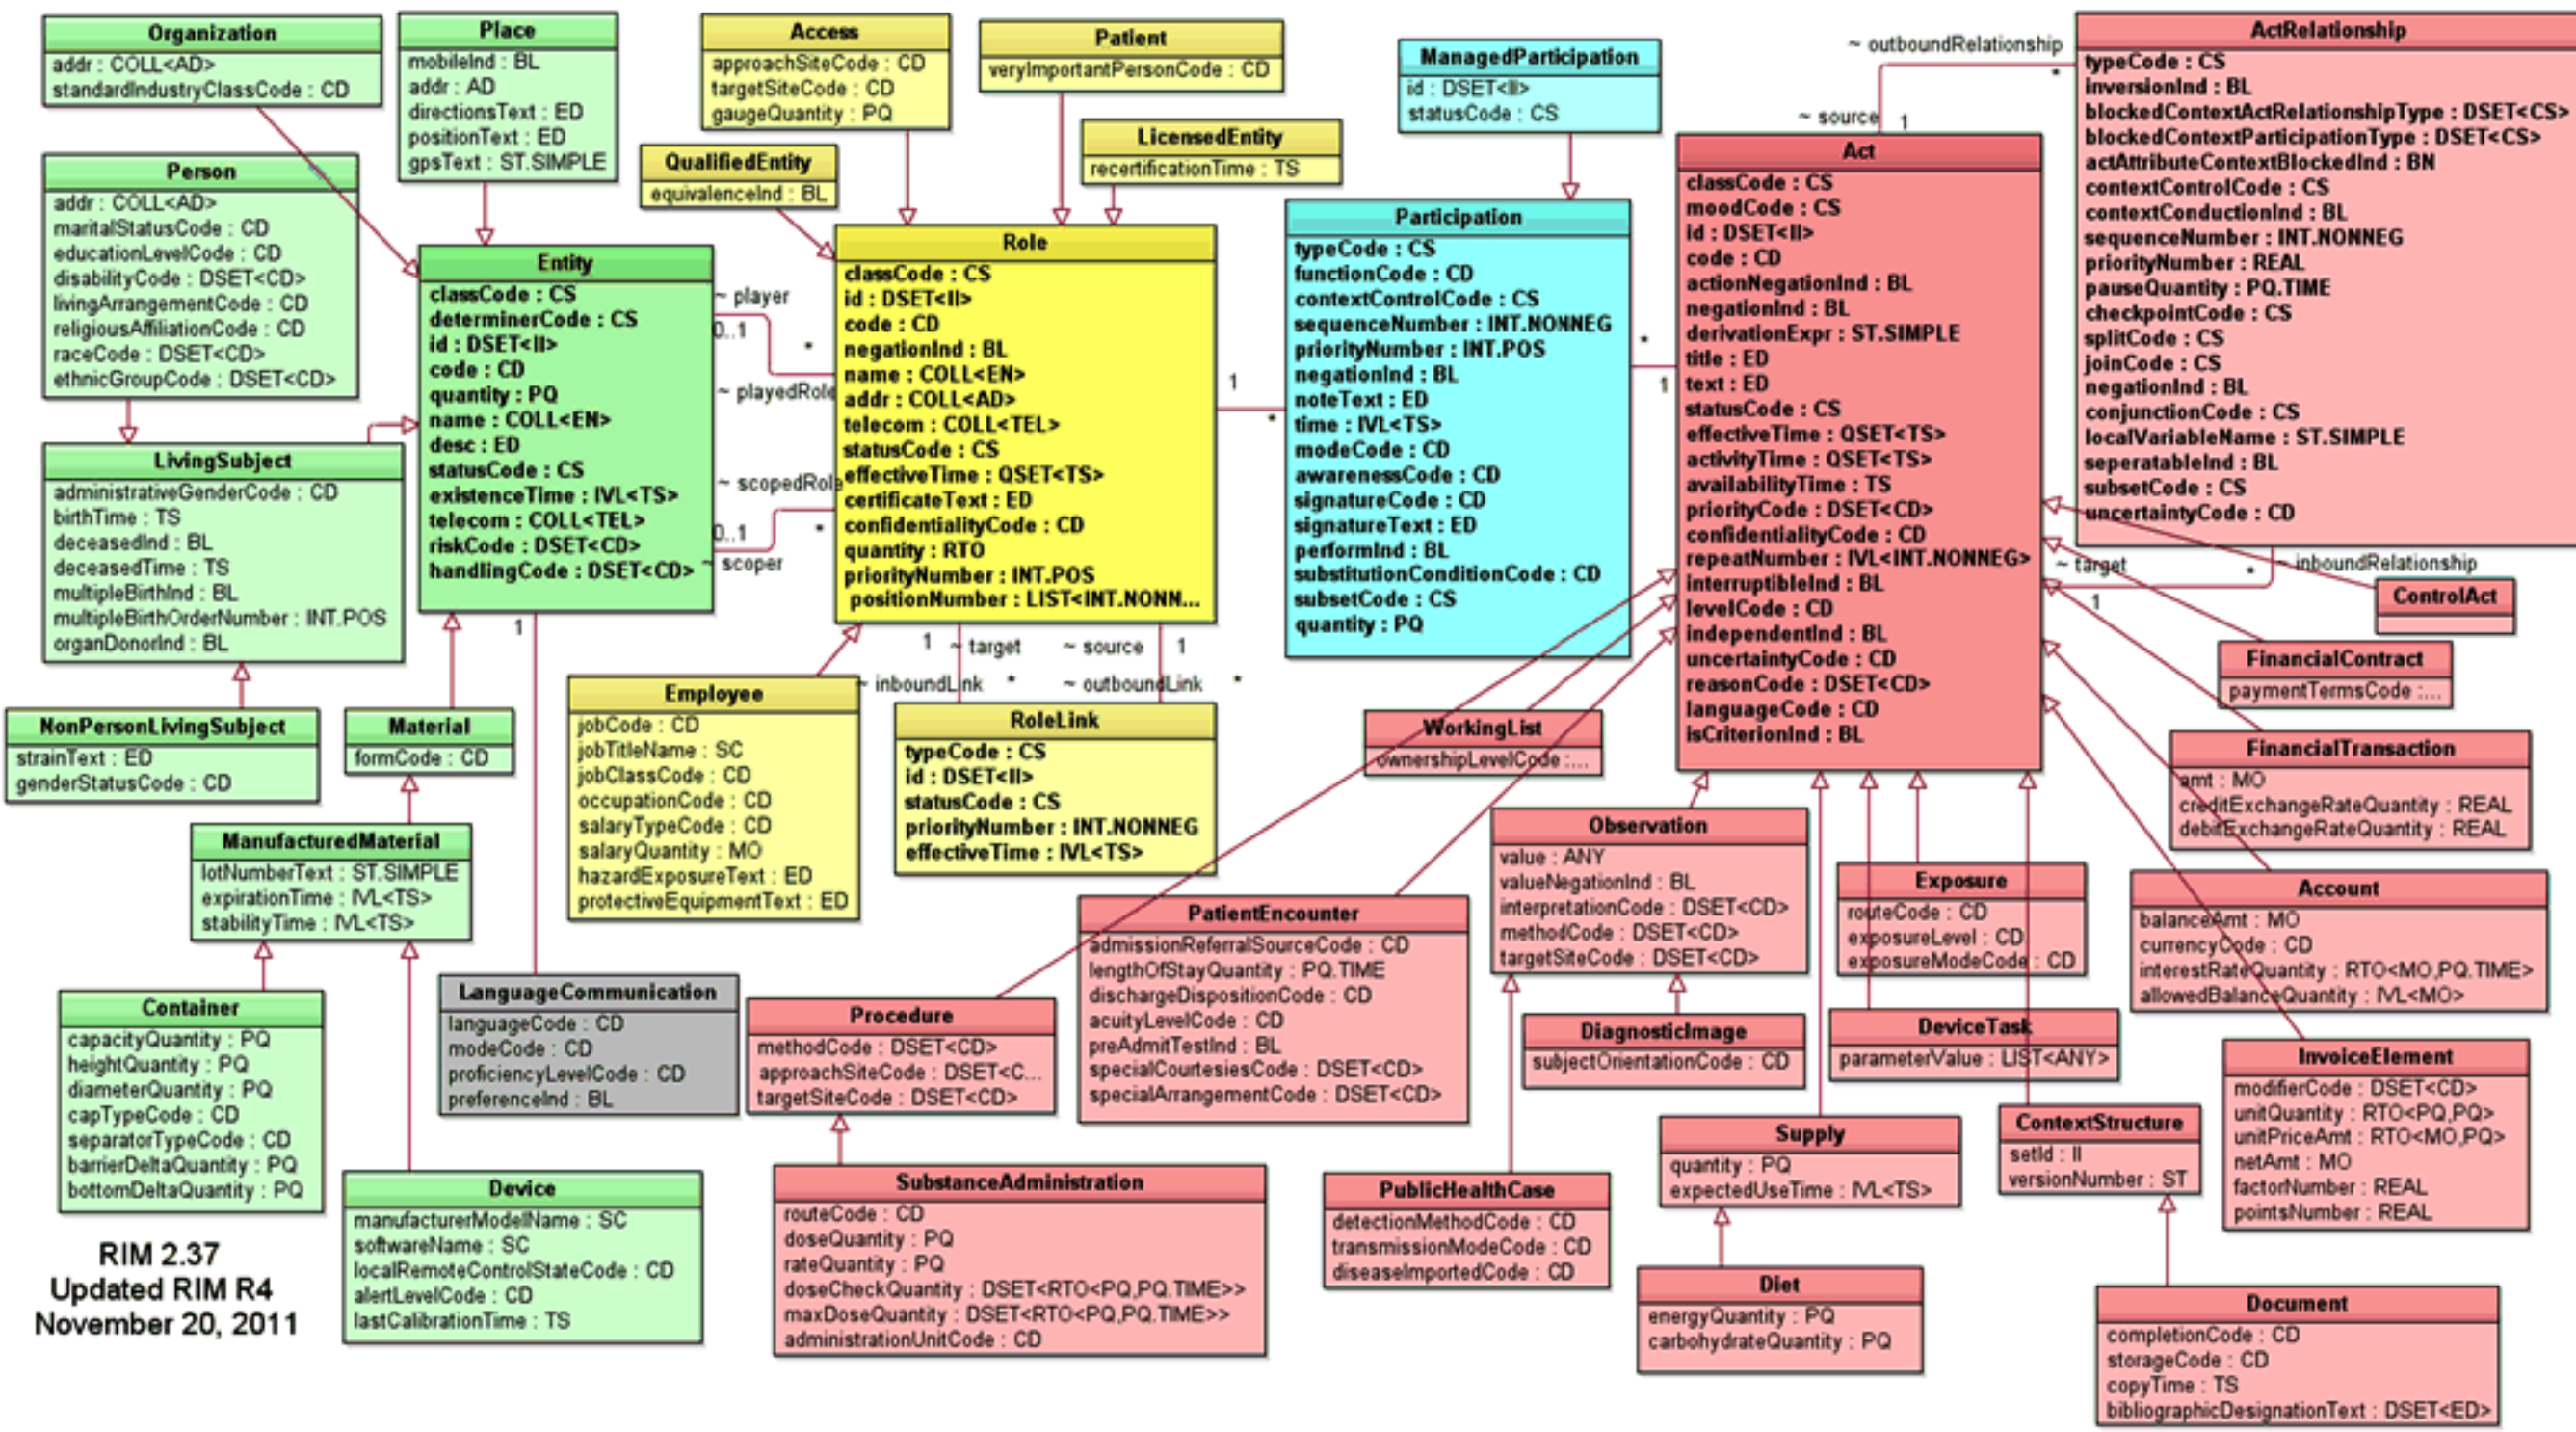 Organization
addr : COLL<AD>
standardIndustryClassCode : CD
Place
mobileInd : BL
addr : AD
directionsText : ED
positionText : ED
gpsText : ST.SIMPLE
Access
approachSiteCode : CD
targetSiteCode : CD
gaugeQuantity : PQ
Patient
veryImportantPersonCode : CD
LicensedEntity
recertificationTime : TS
QualifiedEntity
equivalenceInd : BL
ManagedParticipation
id : DSET<II>
statusCode : CS
~ outboundRelationship
*
~ source
1
ActRelationship
typeCode : CS
inversionInd : BL
blockedContextActRelationshipType : DSET<CS>
blockedContextParticipationType : DSET<CS>
actAttributeContextBlockedInd : BN
contextControlCode : CS
contextConductionInd : BL
sequenceNumber : INT.NONNEG
priorityNumber : REAL
pauseQuantity : PQ.TIME
checkpointCode : CS
splitCode : CS
joinCode : CS
negationInd : BL
conjunctionCode : CS
localVariableName : ST.SIMPLE
seperatableInd : BL
subsetCode : CS
uncertaintyCode : CD
Person
addr : COLL<AD>
maritalStatusCode : CD
educationLevelCode : CD
disabilityCode : DSET<CD>
livingArrangementCode : CD
religiousAffiliationCode : CD
raceCode : DSET<CD>
ethnicGroupCode : DSET<CD>
Entity
classCode : CS
determinerCode : CS
id : DSET<II>
code : CD
quantity : PQ
name : COLL<EN>
desc : ED
statusCode : CS
existenceTime : IVL<TS>
telecom : COLL<TEL>
riskCode : DSET<CD>
handlingCode : DSET<CD>
~ player
0..1
*
~ playedRole
~ scopedRole
0..1
*
~ scoper
Role
classCode : CS
id : DSET<II>
code : CD
negationInd : BL
name : COLL<EN>
addr : COLL<AD>
telecom : COLL<TEL>
statusCode : CS
effectiveTime : QSET<TS>
certificateText : ED
confidentialityCode : CD
quantity : RTO
priorityNumber : INT.POS
positionNumber : LIST<INT.NONN...
1
*
Participation
typeCode : CS
functionCode : CD
contextControlCode : CS
sequenceNumber : INT.NONNEG
priorityNumber : INT.POS
negationInd : BL
noteText : ED
time : IVL<TS>
modeCode : CD
awarenessCode : CD
signatureCode : CD
signatureText : ED
performInd : BL
substitutionConditionCode : CD
subsetCode : CS
quantity : PQ
*
1
Act
classCode : CS
moodCode : CS
id : DSET<II>
code : CD
actionNegationInd : BL
negationInd : BL
derivationExpr : ST.SIMPLE
title : ED
text : ED
statusCode : CS
effectiveTime : QSET<TS>
activityTime : QSET<TS>
availabilityTime : TS
priorityCode : DSET<CD>
confidentialityCode : CD
repeatNumber : IVL<INT.NONNEG>
interruptibleInd : BL
levelCode : CD
independentInd : BL
uncertaintyCode : CD
reasonCode : DSET<CD>
languageCode : CD
isCriterionInd : BL
~ target
1
*
~ inboundRelationship
ControlAct
FinancialContract
paymentTermsCode :...
FinancialTransaction
amt : MO
creditExchangeRateQuantity : REAL
debitExchangeRateQuantity : REAL
LivingSubject
administrativeGenderCode : CD
birthTime : TS
deceasedInd : BL
deceasedTime : TS
multipleBirthInd : BL
multipleBirthOrderNumber : INT.POS
organDonorInd : BL
1
1
~ target
~ source
1
~ inboundLink
*
~ outboundLink
*
NonPersonLivingSubject
strainText : ED
genderStatusCode : CD
Material
formCode : CD
Employee
jobCode : CD
jobTitleName : SC
jobClassCode : CD
occupationCode : CD
salaryTypeCode : CD
salaryQuantity : MO
hazardExposureText : ED
protectiveEquipmentText : ED
RoleLink
typeCode : CS
id : DSET<II>
statusCode : CS
priorityNumber : INT.NONNEG
effectiveTime : IVL<TS>
WorkingList
ownershipLevelCode :...
ManufacturedMaterial
lotNumberText : ST.SIMPLE
expirationTime : IVL<TS>
stabilityTime : IVL<TS>
PatientEncounter
admissionReferralSourceCode : CD
lengthOfStayQuantity : PQ.TIME
dischargeDispositionCode : CD
acuityLevelCode : CD
preAdmitTestInd : BL
specialCourtesiesCode : DSET<CD>
specialArrangementCode : DSET<CD>
Observation
value : ANY
valueNegationInd : BL
interpretationCode : DSET<CD>
methodCode : DSET<CD>
targetSiteCode : DSET<CD>
Exposure
routeCode : CD
exposureLevel : CD
exposureModeCode : CD
Account
balanceAmt : MO
currencyCode : CD
interestRateQuantity : RTO<MO,PQ.TIME>
allowedBalanceQuantity : IVL<MO>
Container
capacityQuantity : PQ
heightQuantity : PQ
diameterQuantity : PQ
capTypeCode : CD
separatorTypeCode : CD
barrierDeltaQuantity : PQ
bottomDeltaQuantity : PQ
LanguageCommunication
languageCode : CD
modeCode : CD
proficiencyLevelCode : CD
preferenceInd : BL
Procedure
methodCode : DSET<CD>
approachSiteCode : DSET<C...
targetSiteCode : DSET<CD>
DiagnosticImage
subjectOrientationCode : CD
DeviceTask
parameterValue : LIST<ANY>
InvoiceElement
modifierCode : DSET<CD>
unitQuantity : RTO<PQ,PQ>
unitPriceAmt : RTO<MO,PQ>
netAmt : MO
factorNumber : REAL
pointsNumber : REAL
Device
manufacturerModelName : SC
softwareName : SC
localRemoteControlStateCode : CD
alertLevelCode : CD
lastCalibrationTime : TS
SubstanceAdministration
routeCode : CD
doseQuantity : PQ
rateQuantity : PQ
doseCheckQuantity : DSET<RTO<PQ,PQ.TIME>>
maxDoseQuantity : DSET<RTO<PQ,PQ.TIME>>
administrationUnitCode : CD
PublicHealthCase
detectionMethodCode : CD
transmissionModeCode : CD
diseaseImportedCode : CD
Supply
quantity : PQ
expectedUseTime : IVL<TS>
ContextStructure
setId : II
versionNumber : ST
Diet
energyQuantity : PQ
carbohydrateQuantity : PQ
Document
completionCode : CD
storageCode : CD
copyTime : TS
bibliographicDesignationText : DSET<ED>
RIM 2.37
Updated RIM R4
November 20, 2011